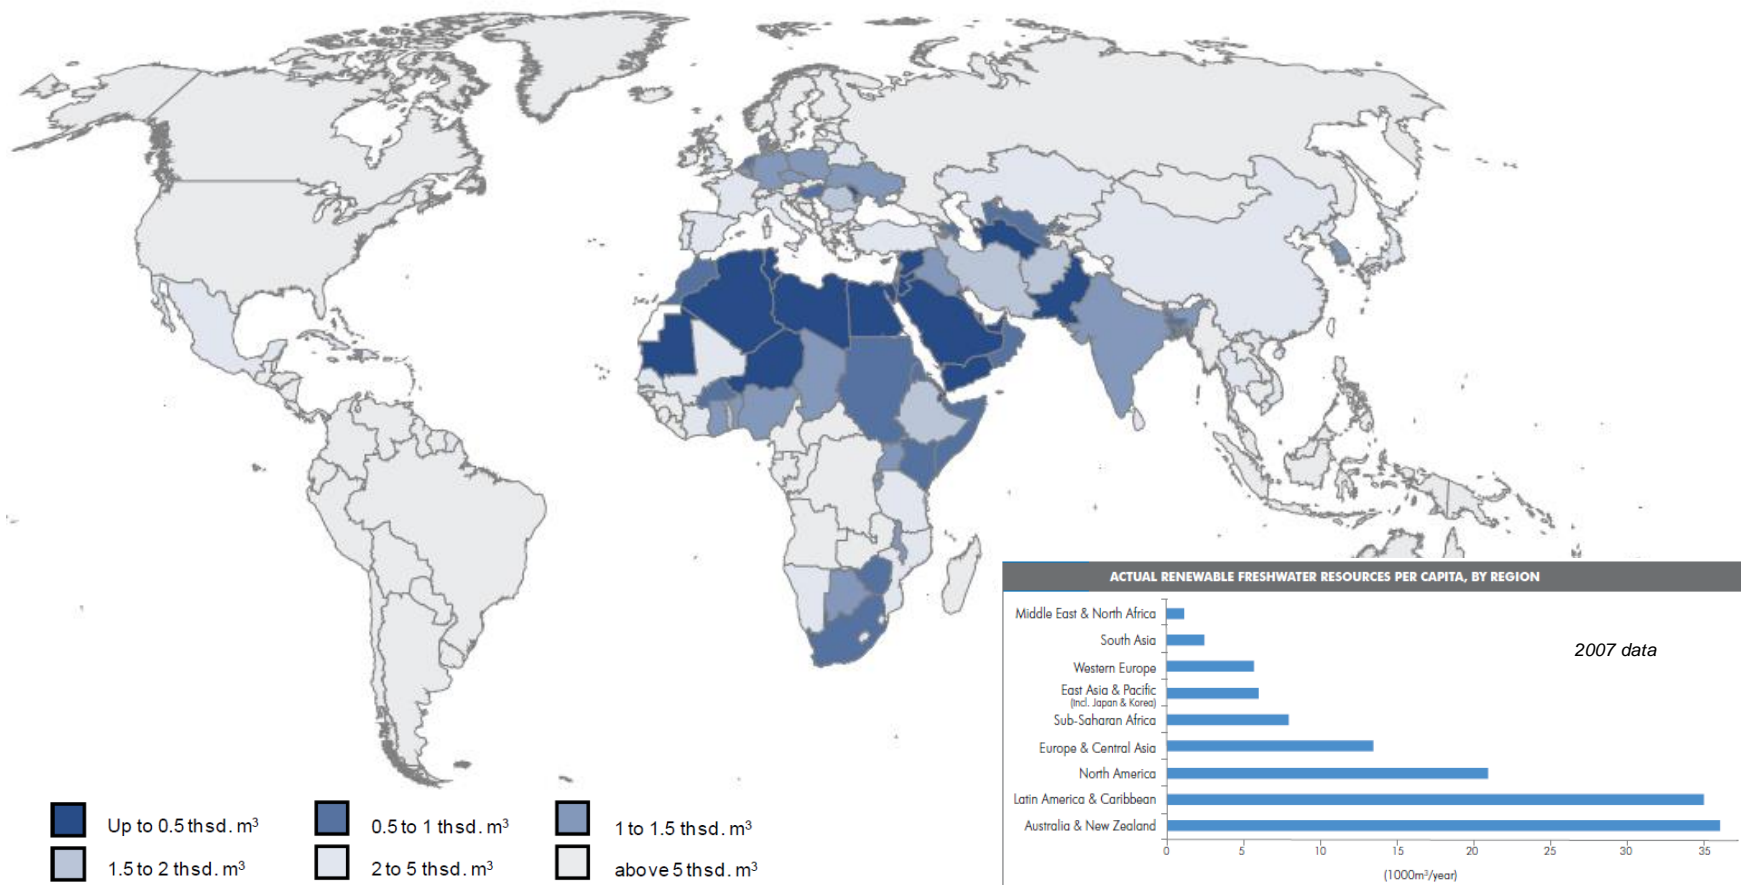 Up to 0.5 thsd. m³
0.5 to 1 thsd. m³
1 to 1.5 thsd. m³
1.5 to 2 thsd. m³
2 to 5 thsd. m³
above 5 thsd. m³
ACTUAL RENEWABLE FRESHWATER RESOURCES PER CAPITA, BY REGION
2007 data
Middle East & North Africa
South Asia
Western Europe
East Asia & Pacific
(incl. Japan & Korea)
Sub-Saharan Africa
Europe & Central Asia
North America
Latin America & Caribbean
Australia & New Zealand
0 5 10 15 20 25 30 35
(1000m³/year)